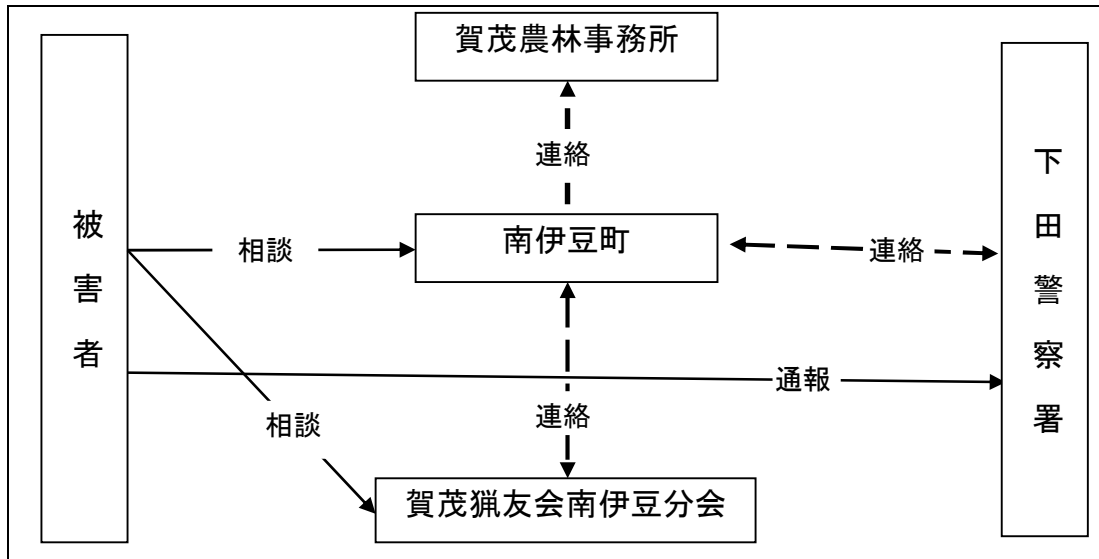 賀茂農林事務所
連絡
被害者
相談
南伊豆町
連絡
下田警察署
通報
相談
連絡
賀茂猟友会南伊豆分会